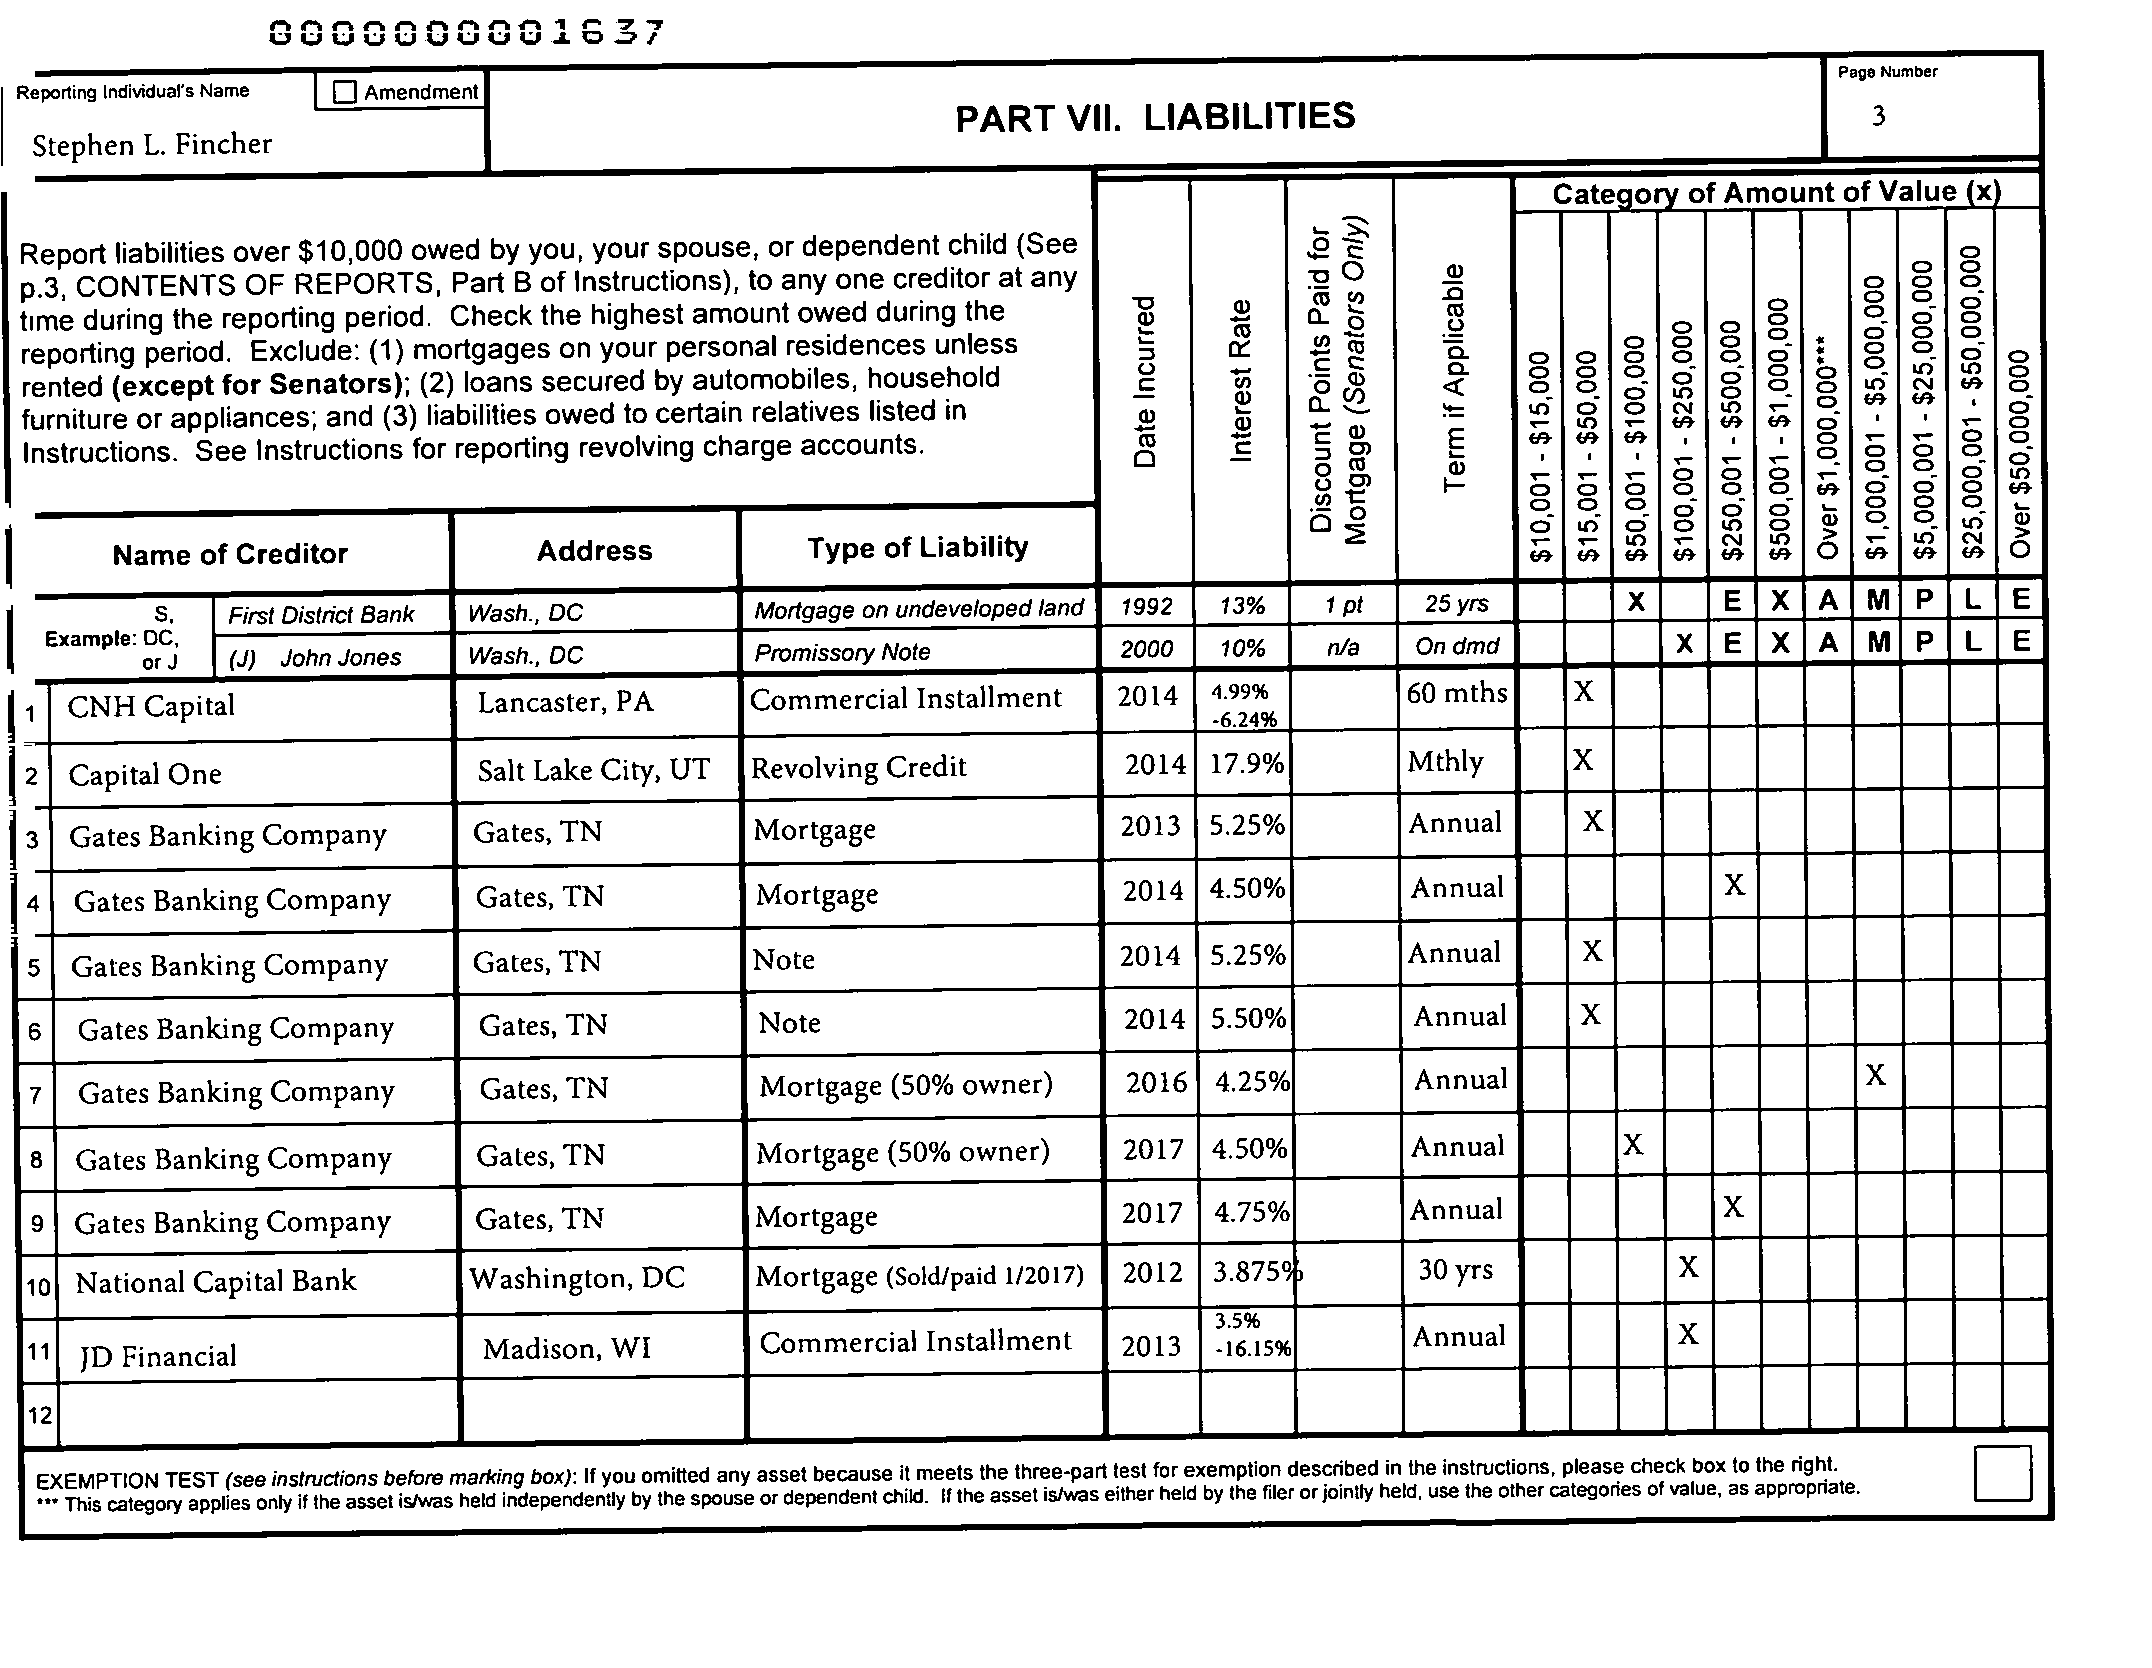 0000000001637
Reporting Individual's Name
☐ Amendment
Stephen L. Fincher
PART VII. LIABILITIES
Page Number
3
Report liabilities over $10,000 owed by you, your spouse, or dependent child (See
p.3, CONTENTS OF REPORTS, Part B of Instructions), to any one creditor at any
time during the reporting period. Check the highest amount owed during the
reporting period. Exclude: (1) mortgages on your personal residences unless
rented (except for Senators); (2) loans secured by automobiles, household
furniture or appliances; and (3) liabilities owed to certain relatives listed in
Instructions. See Instructions for reporting revolving charge accounts.
Name of Creditor
Address
Type of Liability
Date Incurred
Interest Rate
Discount Points Paid for
Mortgage (Senators Only)
Term if Applicable
Category of Amount of Value (x)
$10,001 - $15,000
$15,001 - $50,000
$50,001 - $100,000
$100,001 - $250,000
$250,001 - $500,000
$500,001 - $1,000,000
Over $1,000,000***
$1,000,001 - $5,000,000
$5,000,001 - $25,000,000
$25,000,001 - $50,000,000
Over $50,000,000
Example: S, DC, or J
First District Bank Wash., DC Mortgage on undeveloped land 1992 13% 1 pt 25 yrs X E X A M P L E
(J) John Jones Wash., DC Promissory Note 2000 10% n/a On dmd X E X A M P L E
1 CNH Capital Lancaster, PA Commercial Installment 2014 4.99% -6.24% 60 mths X
2 Capital One Salt Lake City, UT Revolving Credit 2014 17.9% Mthly X
3 Gates Banking Company Gates, TN Mortgage 2013 5.25% Annual X
4 Gates Banking Company Gates, TN Mortgage 2014 4.50% Annual X
5 Gates Banking Company Gates, TN Note 2014 5.25% Annual X
6 Gates Banking Company Gates, TN Note 2014 5.50% Annual X
7 Gates Banking Company Gates, TN Mortgage (50% owner) 2016 4.25% Annual X
8 Gates Banking Company Gates, TN Mortgage (50% owner) 2017 4.50% Annual X
9 Gates Banking Company Gates, TN Mortgage 2017 4.75% Annual X
10 National Capital Bank Washington, DC Mortgage (Sold/paid 1/2017) 2012 3.875% 30 yrs X
11 JD Financial Madison, WI Commercial Installment 2013 3.5% -16.15% Annual X
12
EXEMPTION TEST (see instructions before marking box): If you omitted any asset because it meets the three-part test for exemption described in the instructions, please check box to the right.
*** This category applies only if the asset is/was held independently by the spouse or dependent child. If the asset is/was either held by the filer or jointly held, use the other categories of value, as appropriate.